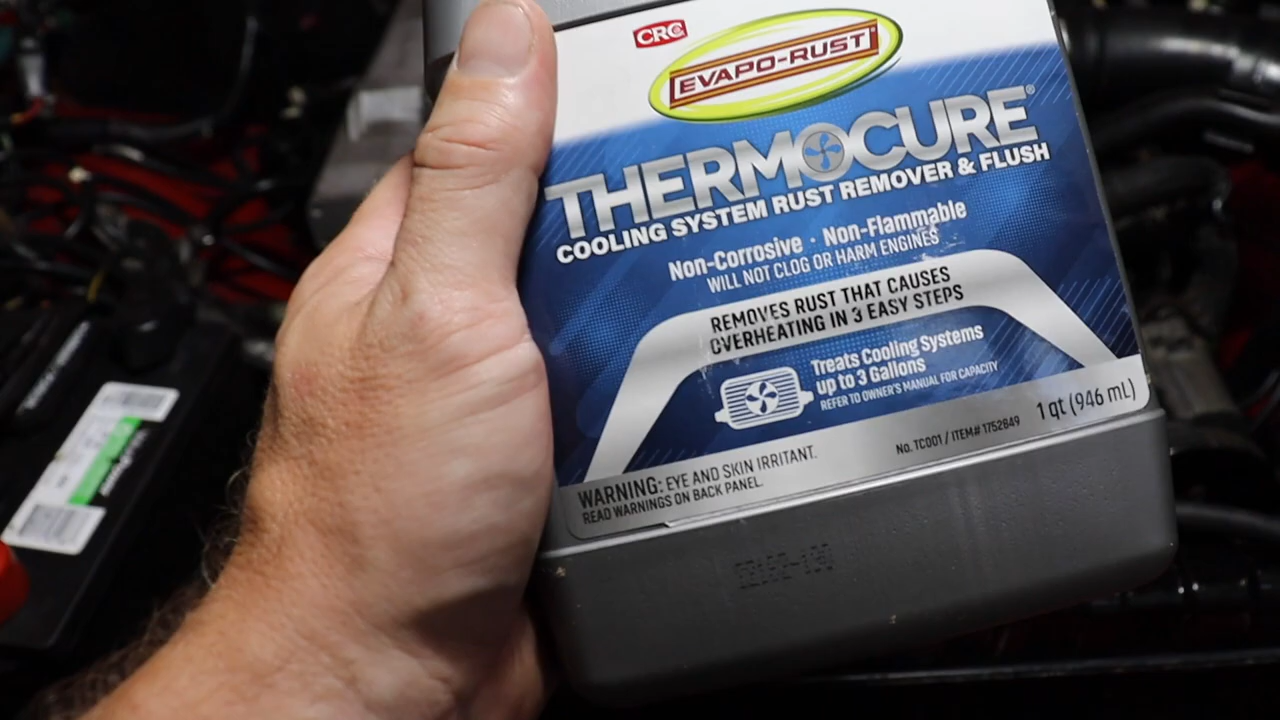 CRC
EVAPO-RUST
THERMOCURE®
COOLING SYSTEM RUST REMOVER & FLUSH
Non-Corrosive · Non-Flammable
WILL NOT CLOG OR HARM ENGINES
REMOVES RUST THAT CAUSES
OVERHEATING IN 3 EASY STEPS
Treats Cooling Systems
up to 3 Gallons
REFER TO OWNER'S MANUAL FOR CAPACITY
WARNING: EYE AND SKIN IRRITANT.
READ WARNINGS ON BACK PANEL.
No. TC001 / ITEM# 1752849
1 qt (946 mL)